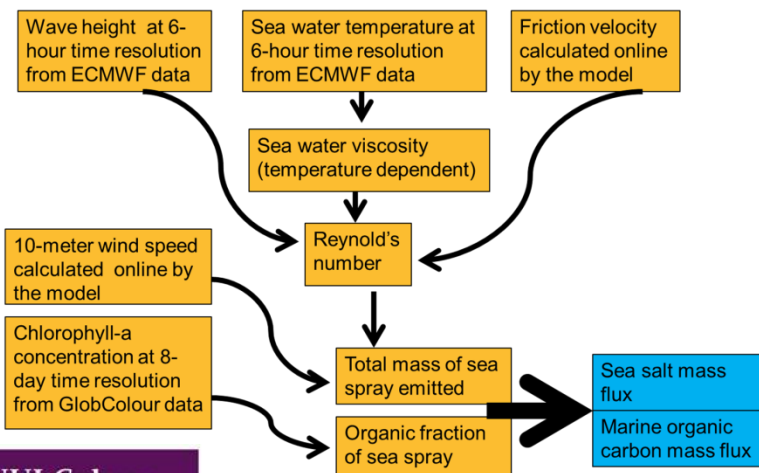 Wave height at 6-
hour time resolution
from ECMWF data
Sea water temperature at
6-hour time resolution
from ECMWF data
Friction velocity
calculated online
by the model
Sea water viscosity
(temperature dependent)
10-meter wind speed
calculated online by
the model
Reynold's
number
Chlorophyll-a
concentration at 8-
day time resolution
from GlobColour data
Total mass of sea
spray emitted
Organic fraction
of sea spray
Sea salt mass
flux
Marine organic
carbon mass flux